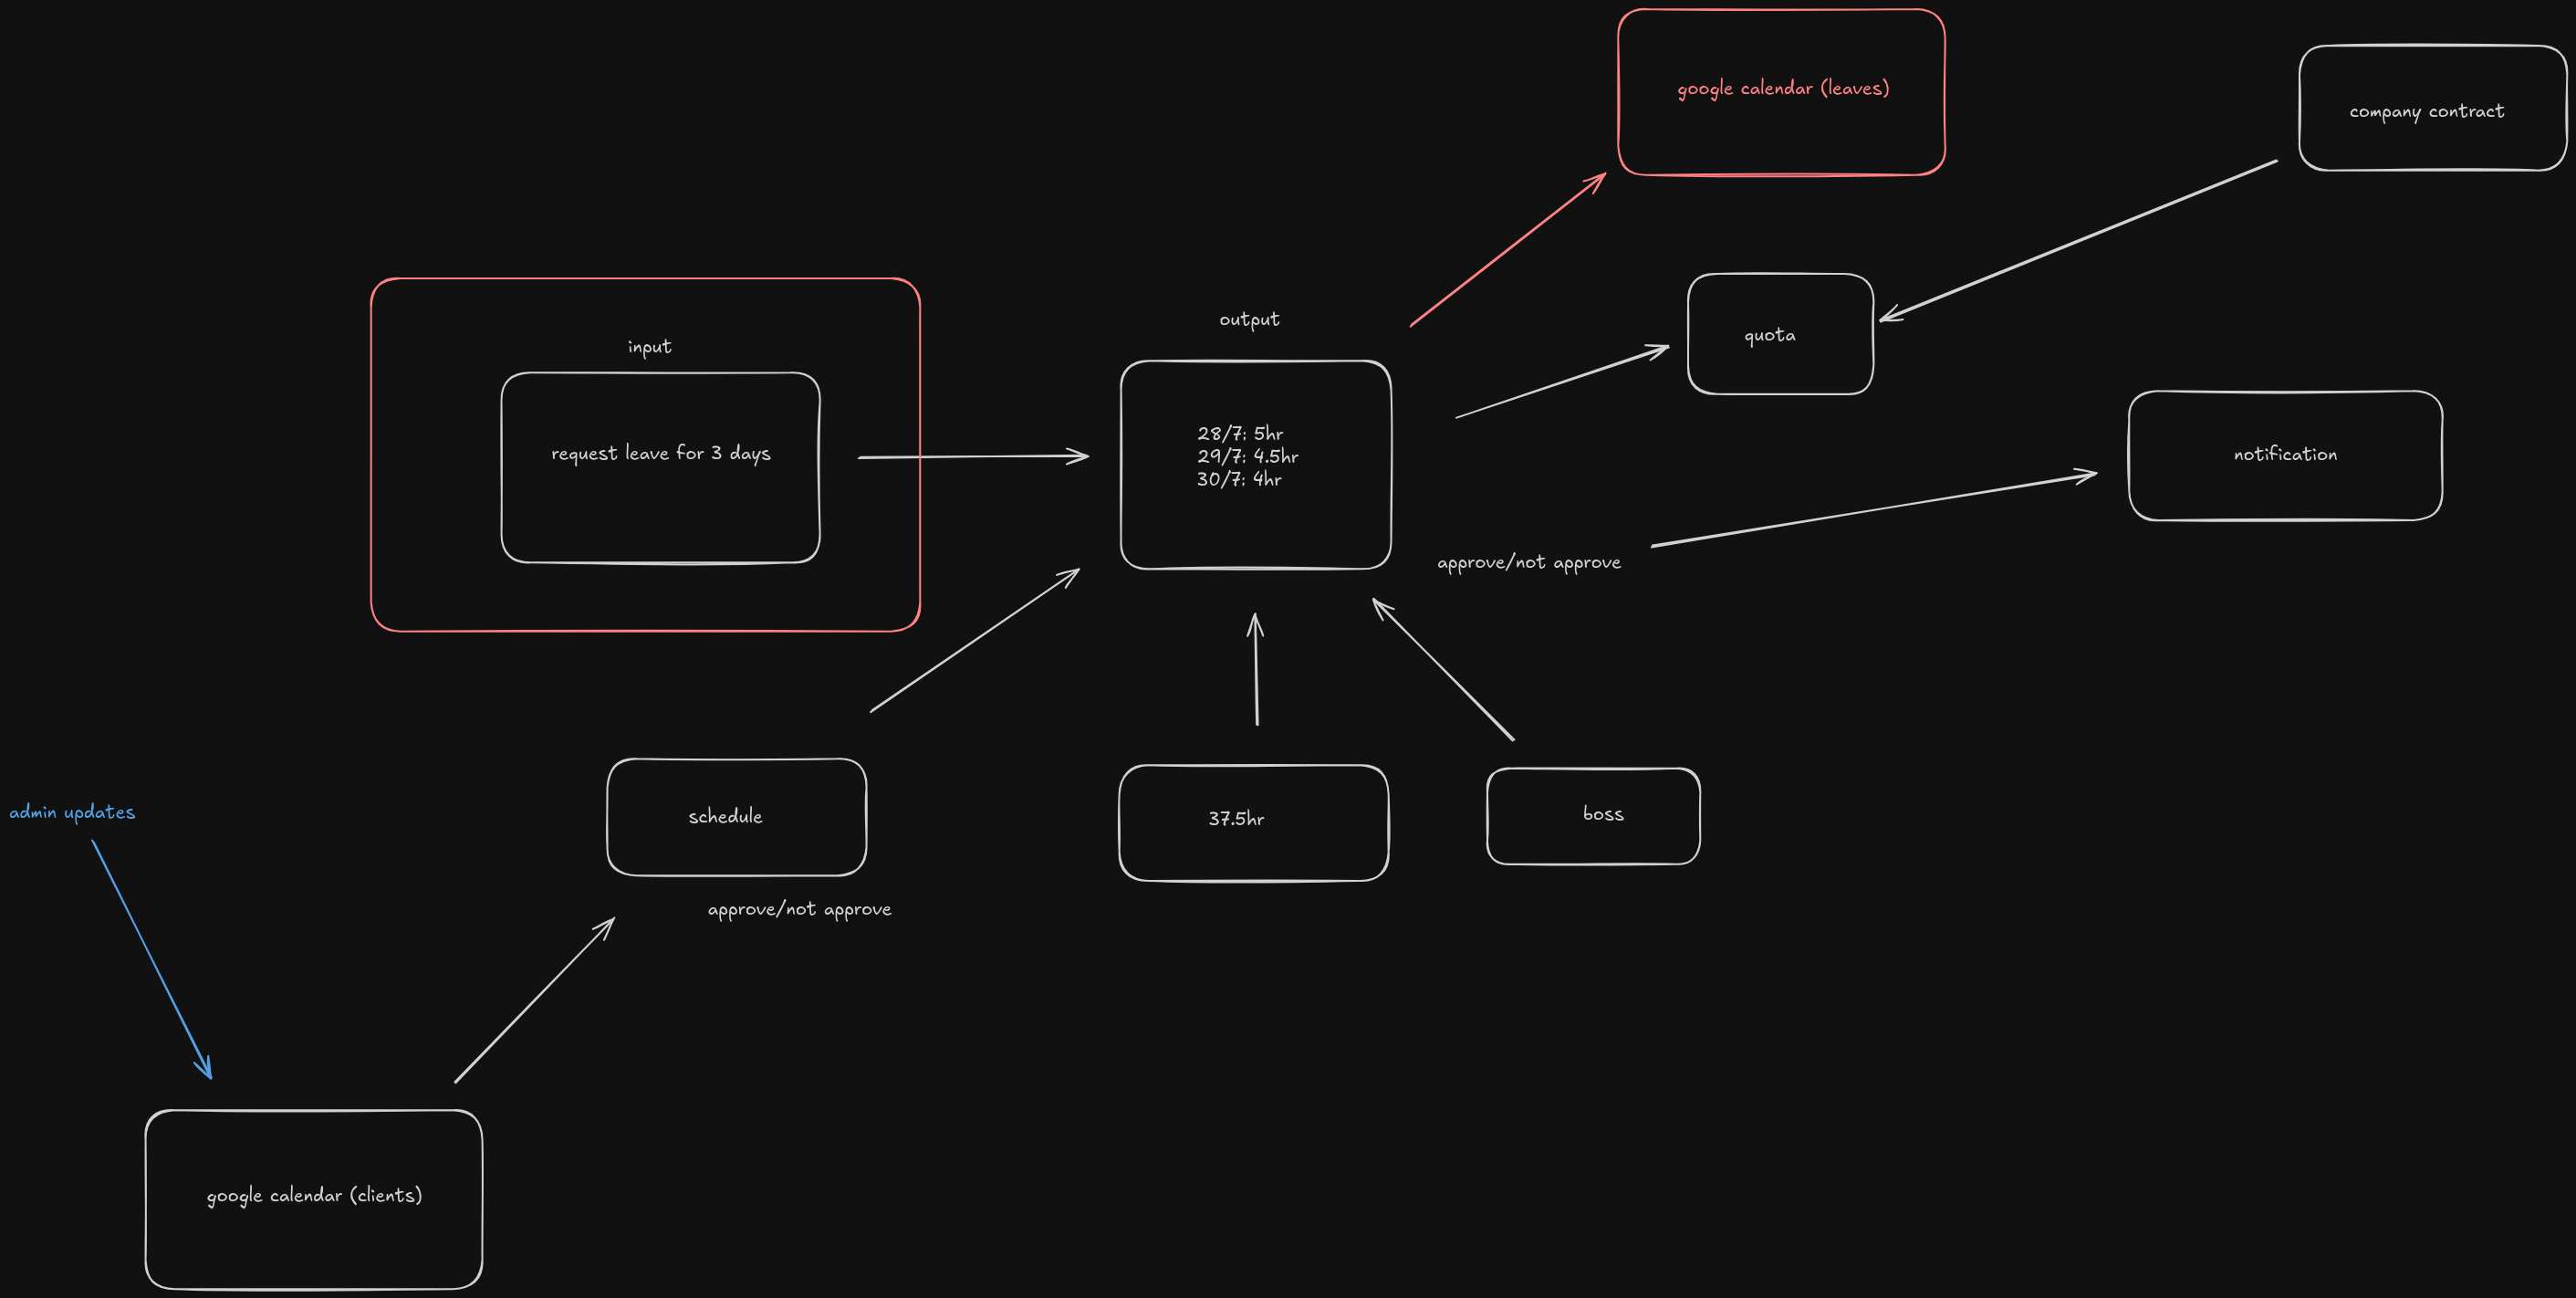 google calendar (leaves)
company contract
output
input
quota
request leave for 3 days
28/7: 5hr
29/7: 4.5hr
30/7: 4hr
notification
approve/not approve
admin updates
schedule
37.5hr
boss
approve/not approve
google calendar (clients)